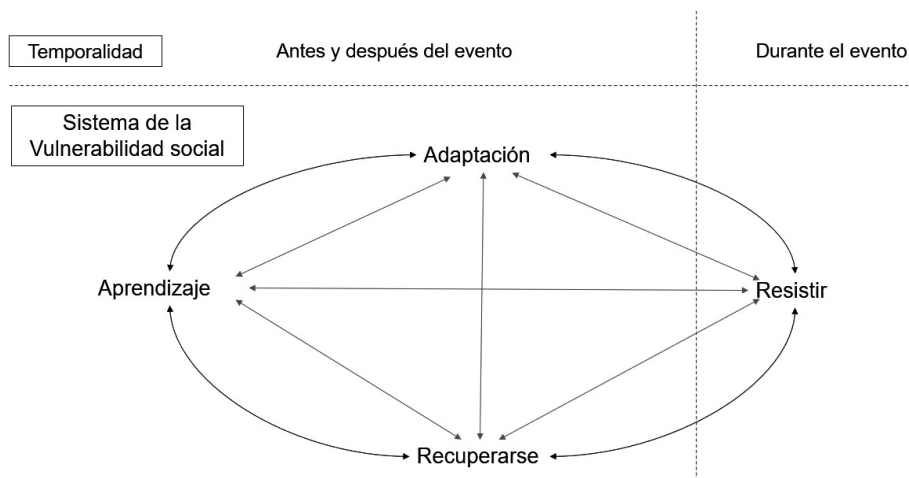 Temporalidad
Antes y después del evento
Durante el evento
Sistema de la
Vulnerabilidad social
Adaptación
Aprendizaje
Resistir
Recuperarse